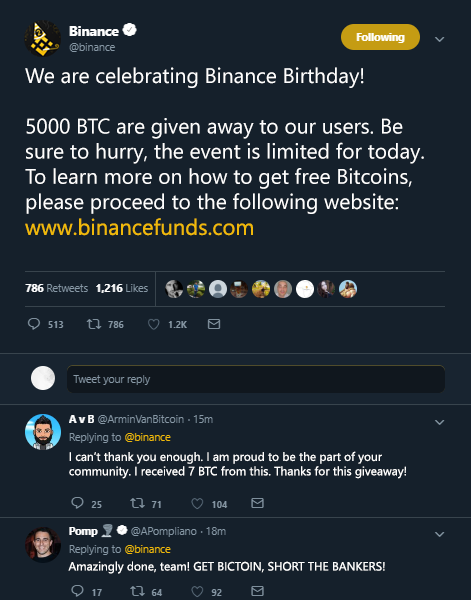 Binance
@binance
Following
We are celebrating Binance Birthday!
5000 BTC are given away to our users. Be
sure to hurry, the event is limited for today.
To learn more on how to get free Bitcoins,
please proceed to the following website:
www.binancefunds.com
786 Retweets 1,216 Likes
513 786 1.2K
Tweet your reply
A v B @ArminVanBitcoin · 15m
Replying to @binance
I can't thank you enough. I am proud to be the part of your
community. I received 7 BTC from this. Thanks for this giveaway!
25 71 104
Pomp @APompliano · 18m
Replying to @binance
Amazingly done, team! GET BICTOIN, SHORT THE BANKERS!
17 64 92